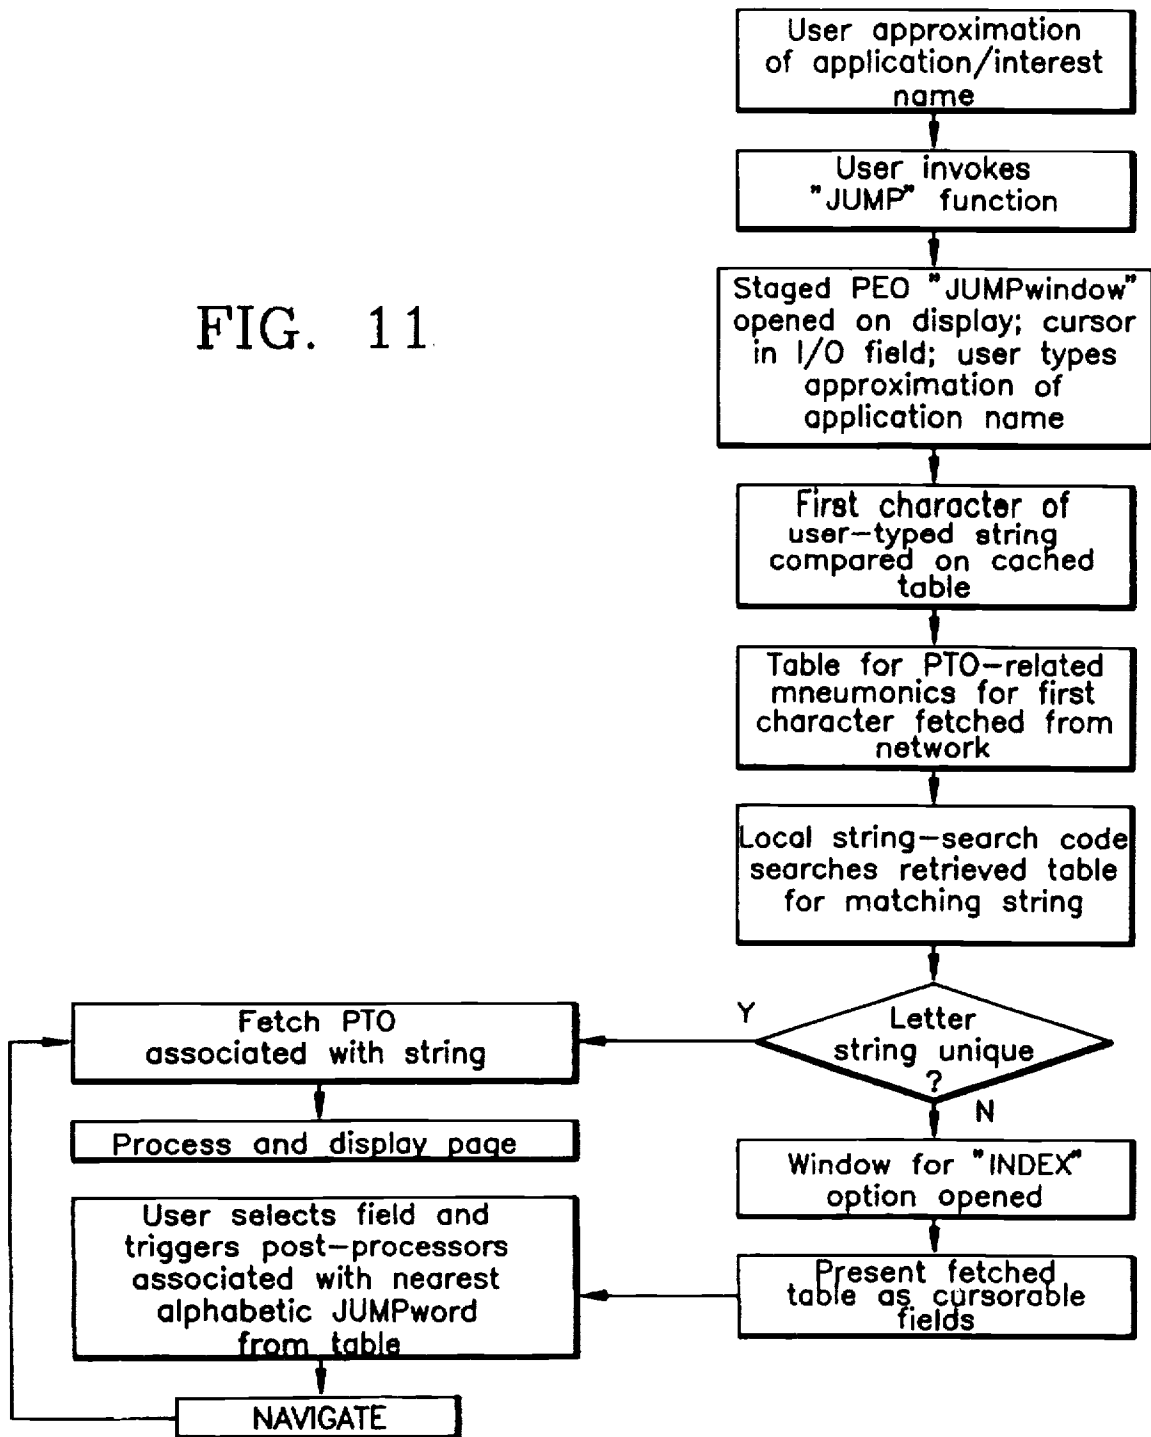 User approximation
of application/interest
name
User invokes
"JUMP" function
FIG. 11
Staged PEO "JUMPwindow"
opened on display; cursor
in I/O field; user types
approximation of
application name
First character of
user-typed string
compared on cached
table
Table for PTO-related
mneumonics for first
character fetched from
network
Local string-search code
searches retrieved table
for matching string
Letter
string unique
?
Y
N
Fetch PTO
associated with string
Process and display page
Window for "INDEX"
option opened
Present fetched
table as cursorable
fields
User selects field and
triggers post-processors
associated with nearest
alphabetic JUMPword
from table
NAVIGATE